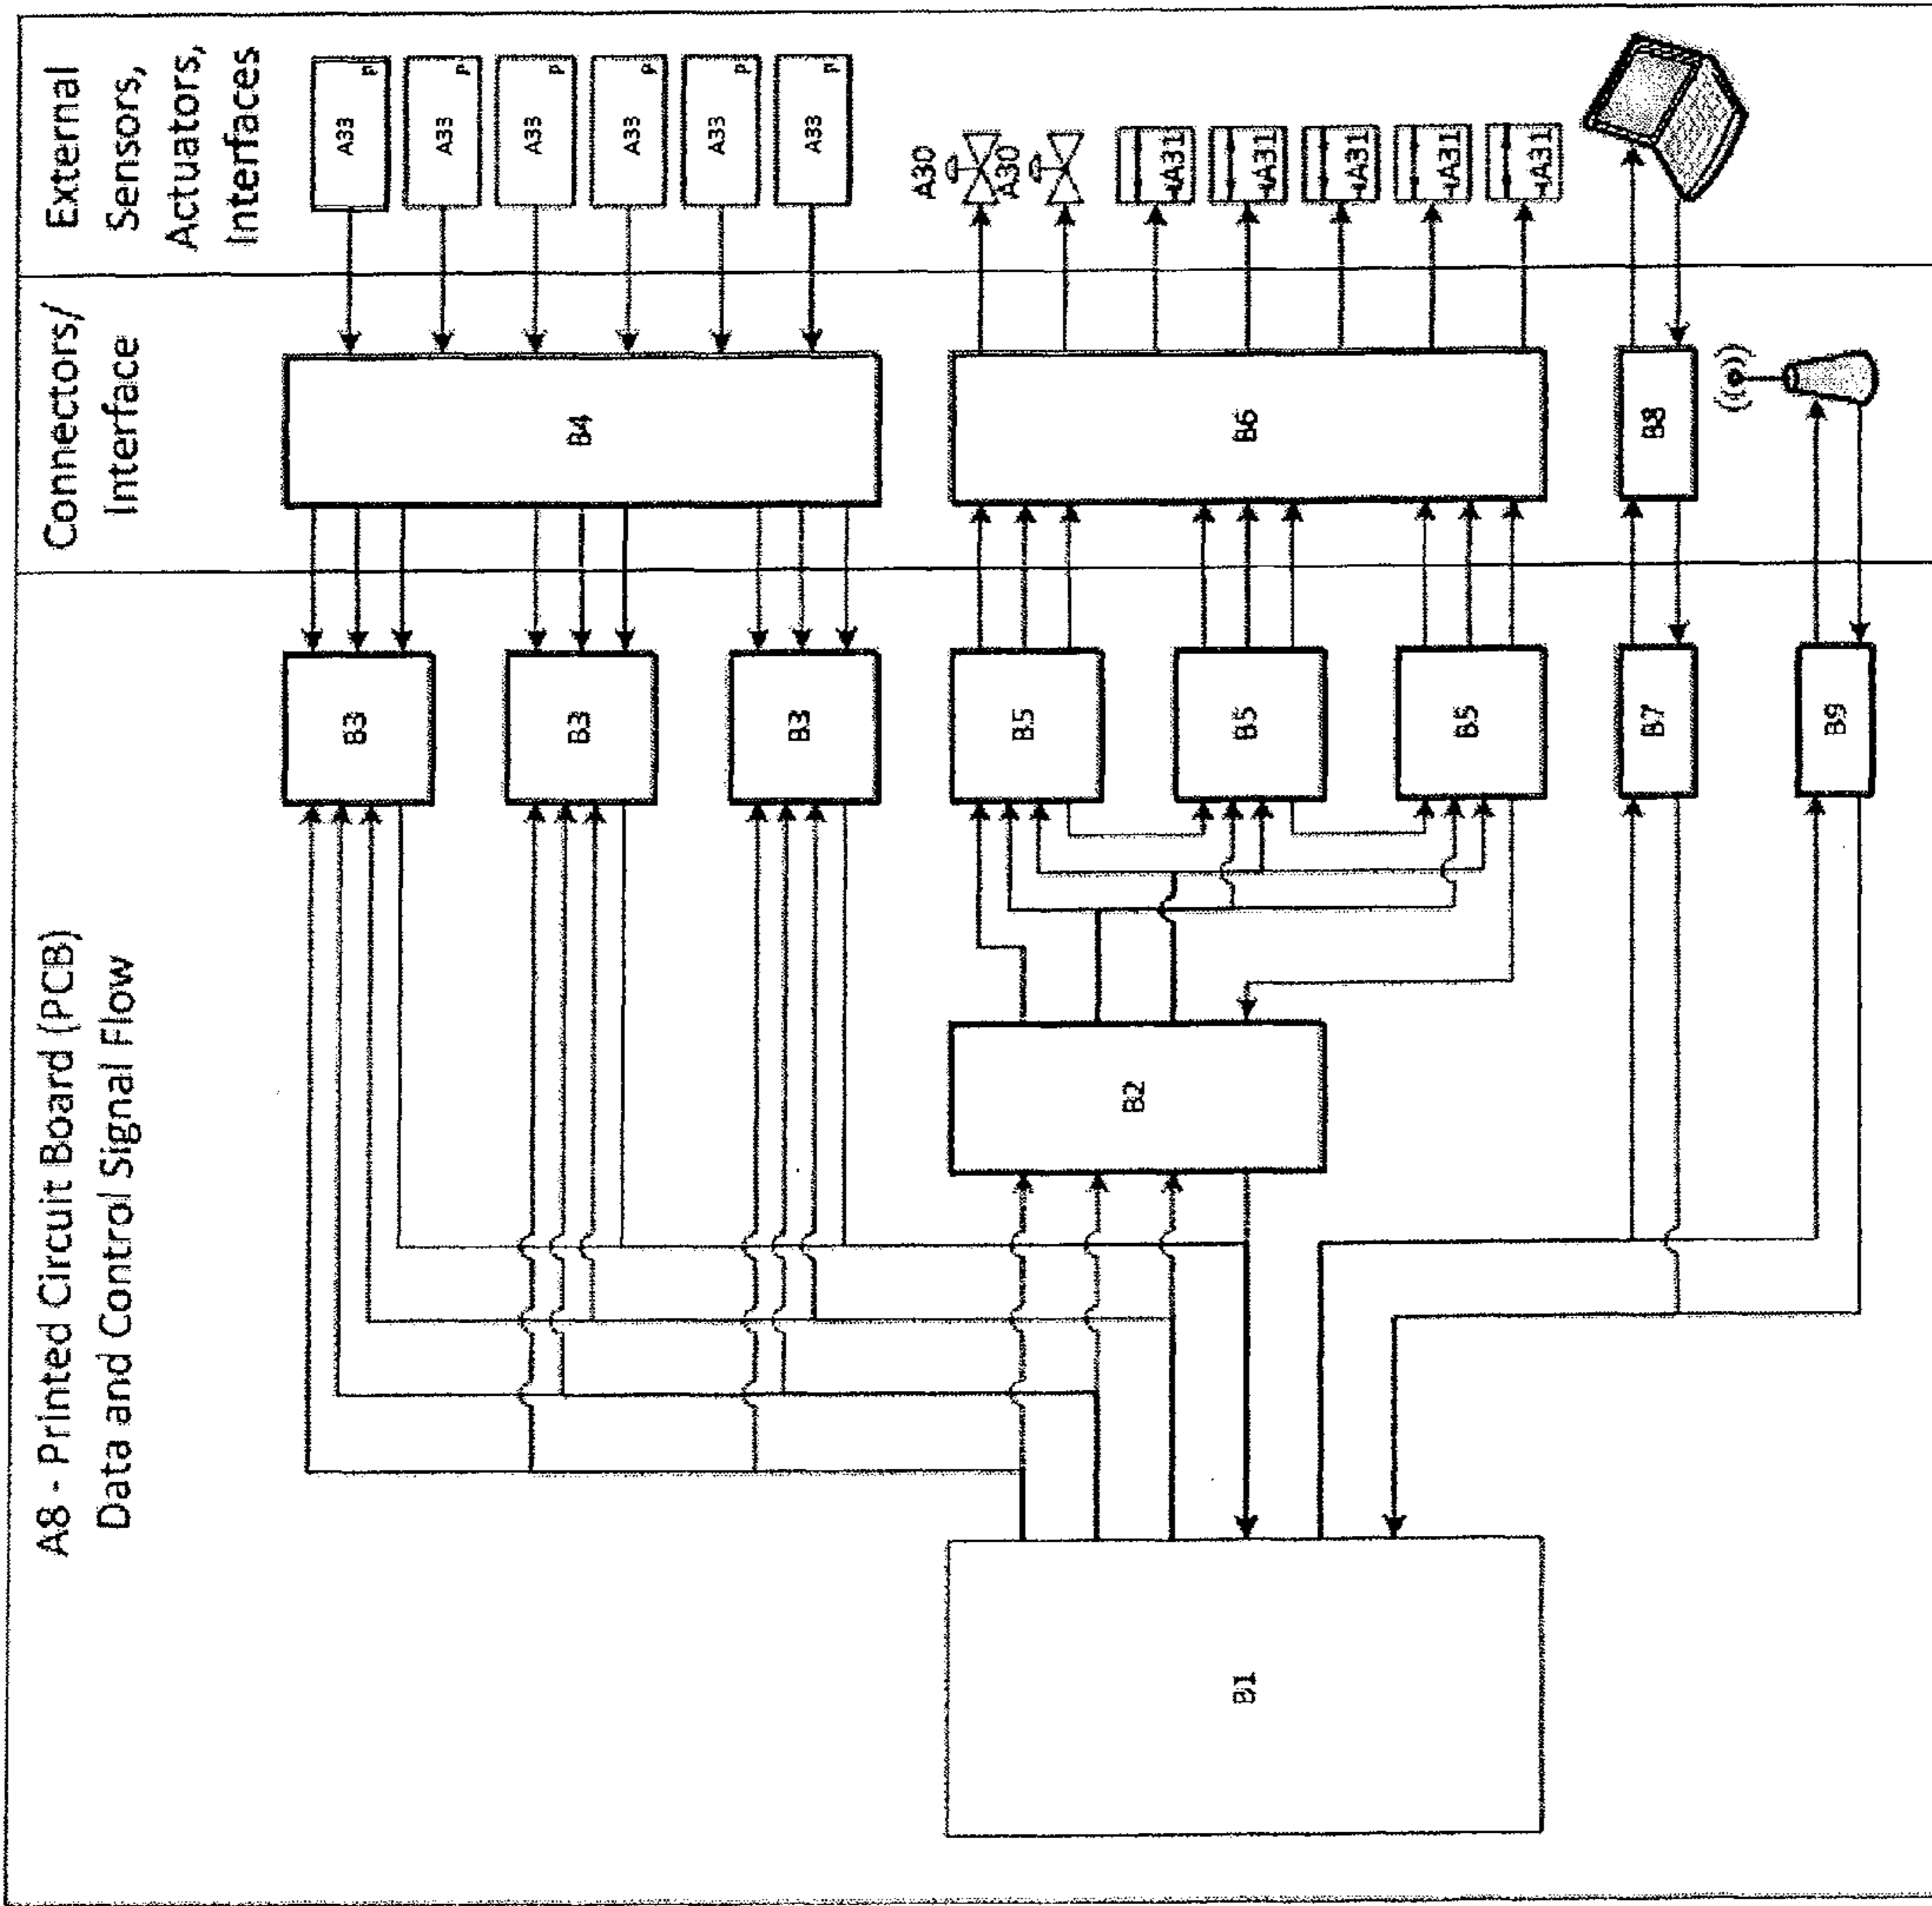 A8 - Printed Circuit Board (PCB)
Data and Control Signal Flow
Connectors/
Interface
External
Sensors,
Actuators,
Interfaces
B1
B2
B3
B3
B3
B5
B5
B5
B7
B9
B4
B6
B8
A33
p
A33
p
A33
p
A33
p
A33
p
A33
p
A30
A30
A31
A31
A31
A31
A31